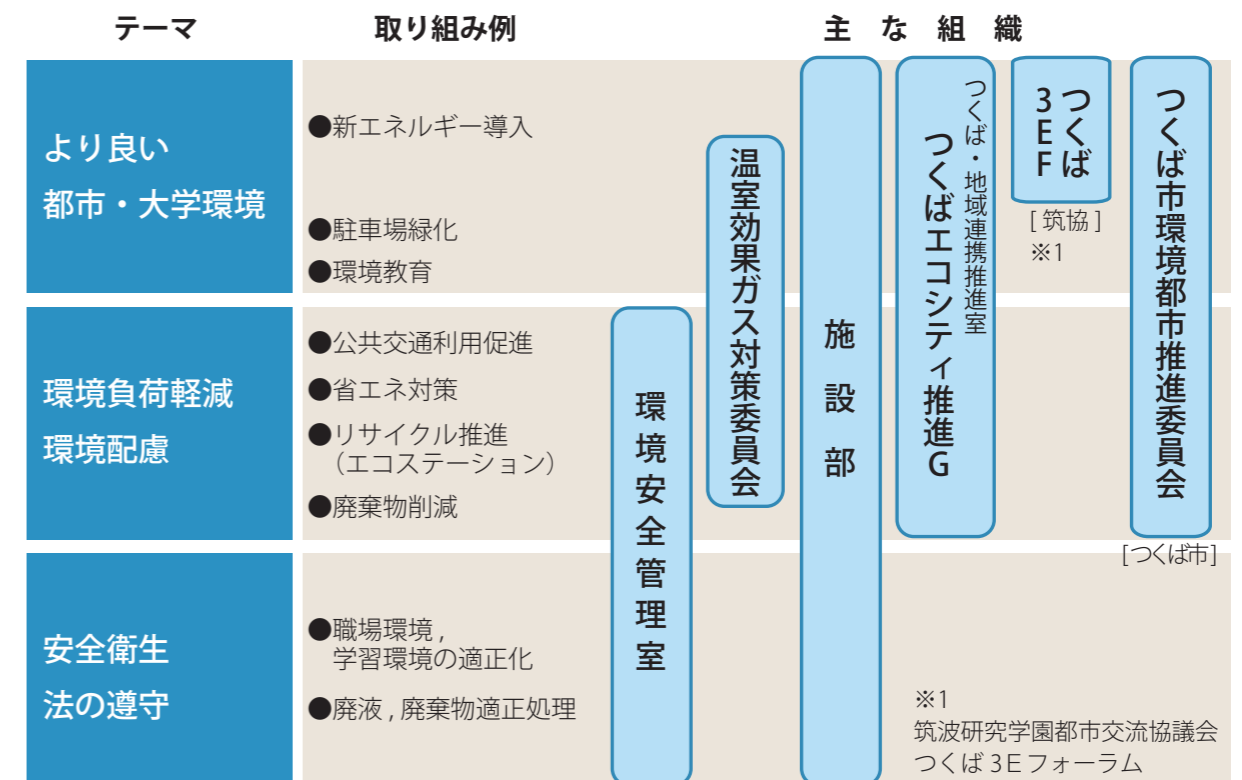 テーマ
取り組み例
主な組織
より良い
都市・大学環境
●新エネルギー導入
●駐車場緑化
●環境教育
環境負荷軽減
環境配慮
●公共交通利用促進
●省エネ対策
●リサイクル推進
（エコステーション）
●廃棄物削減
安全衛生
法の遵守
●職場環境 ,
学習環境の適正化
●廃液 , 廃棄物適正処理
環境安全管理室
温室効果ガス対策委員会
施設部
つくば・地域連携推進室
つくばエコシティ推進G
つくば
3EF
[ 筑協 ]
※1
つくば市環境都市推進委員会
[つくば市]
※1
筑波研究学園都市交流協議会
つくば 3E フォーラム